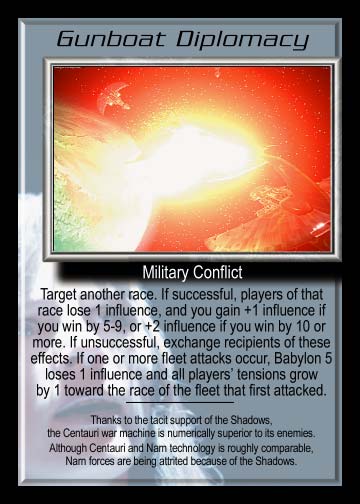 Gunboat Diplomacy
Military Conflict
Target another race. If successful, players of that
race lose 1 influence, and you gain +1 influence if
you win by 5-9, or +2 influence if you win by 10 or
more. If unsuccessful, exchange recipients of these
effects. If one or more fleet attacks occur, Babylon 5
loses 1 influence and all players' tensions grow
by 1 toward the race of the fleet that first attacked.
Thanks to the tacit support of the Shadows,
the Centauri war machine is numerically superior to its enemies.
Although Centauri and Narn technology is roughly comparable,
Narn forces are being attrited because of the Shadows.